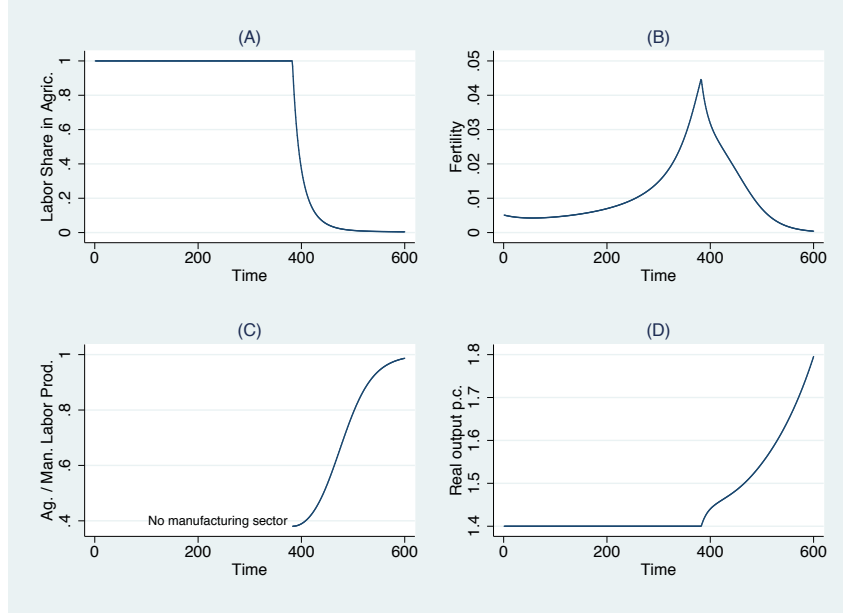 (A)
Labor Share in Agric.
1
.8
.6
.4
.2
0
0 200 400 600
Time
(B)
Fertility
.05
.04
.03
.02
.01
0
0 200 400 600
Time
(C)
Ag. / Man. Labor Prod.
1
.8
.6
.4
No manufacturing sector
0 200 400 600
Time
(D)
Real output p.c.
1.8
1.7
1.6
1.5
1.4
0 200 400 600
Time